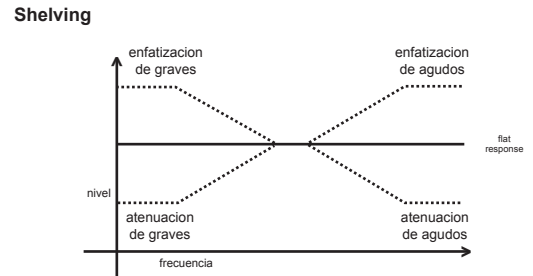 Shelving
enfatizacion
de graves
enfatizacion
de agudos
flat
response
nivel
atenuacion
de graves
atenuacion
de agudos
frecuencia